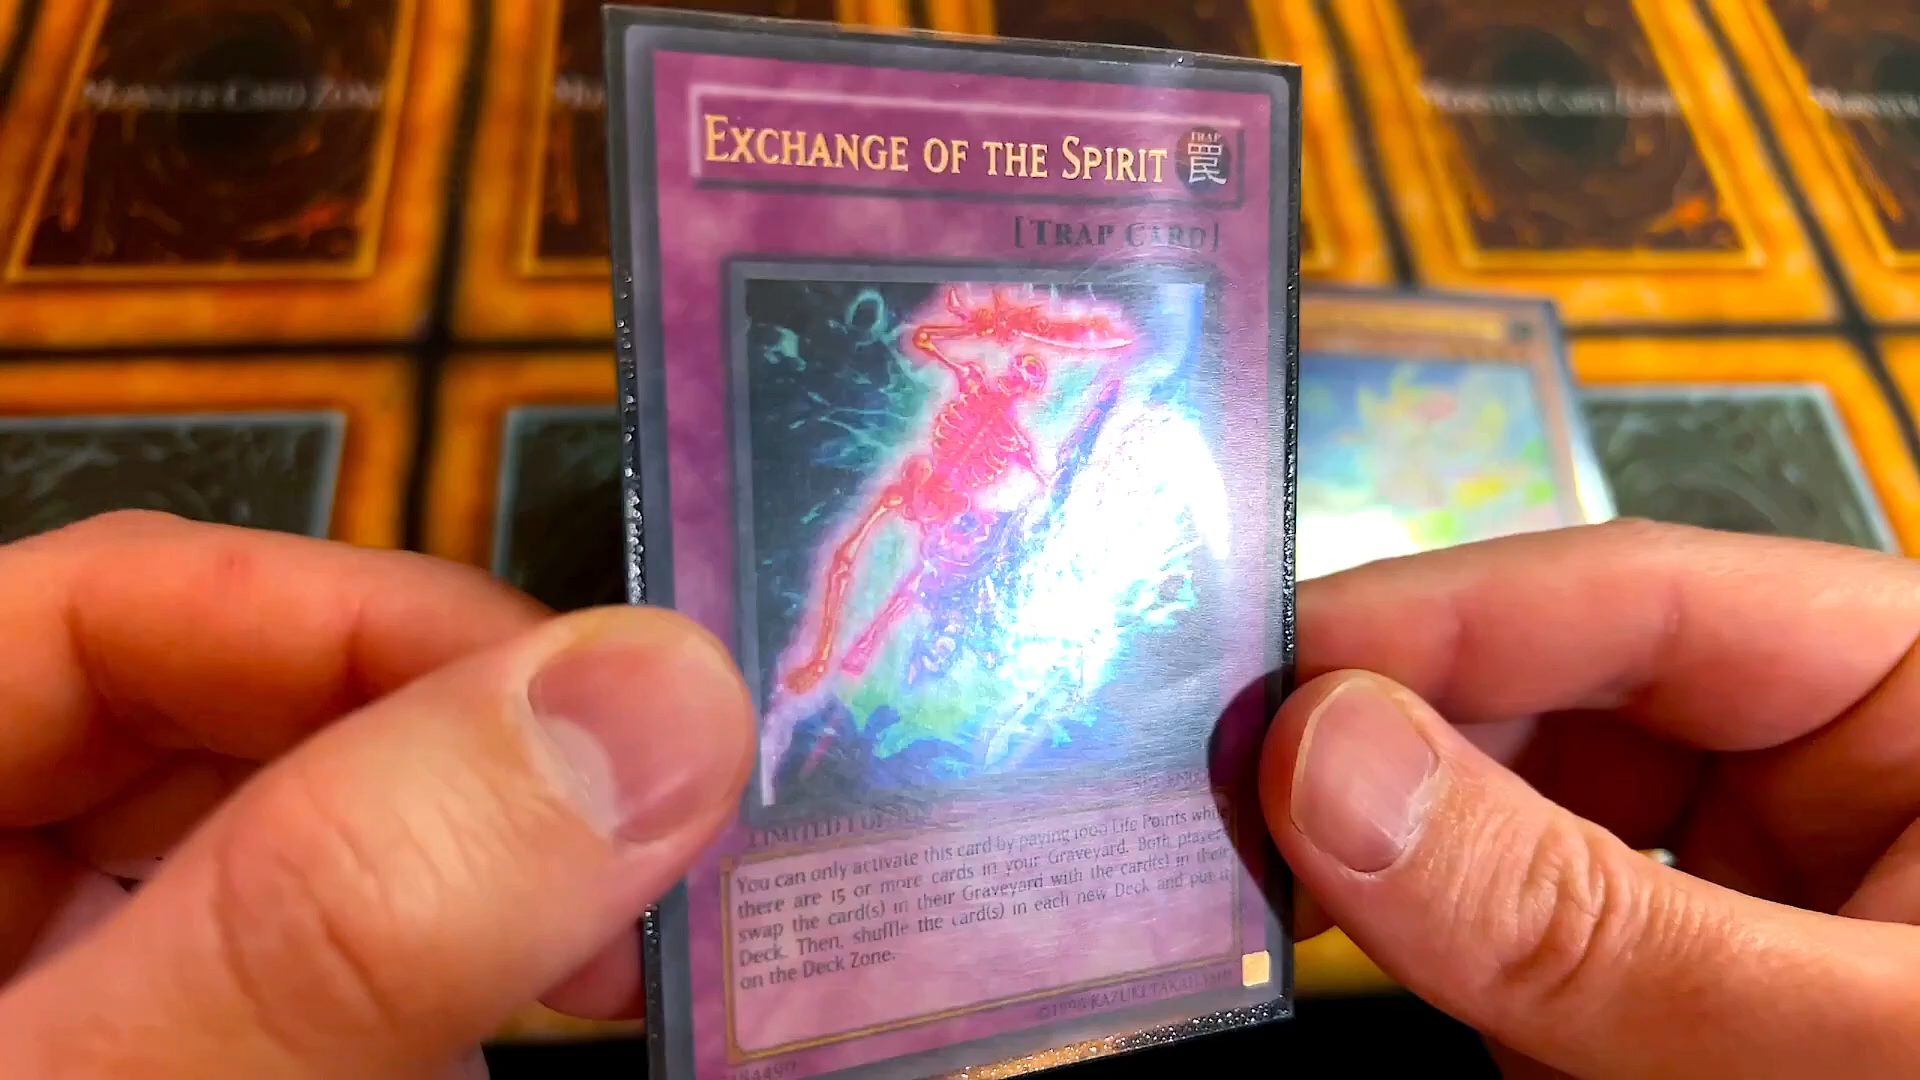 MONSTER CARD ZONE
EXCHANGE OF THE SPIRIT
TRAP
罠
[TRAP CARD]
LIMITED EDITION
You can only activate this card by paying 1000 Life Points while
there are 15 or more cards in your Graveyard. Both players
swap the card(s) in their Graveyard with the card(s) in their
Deck. Then, shuffle the card(s) in each new Deck and put it
on the Deck Zone.
©1996 KAZUKI TAKAHASHI